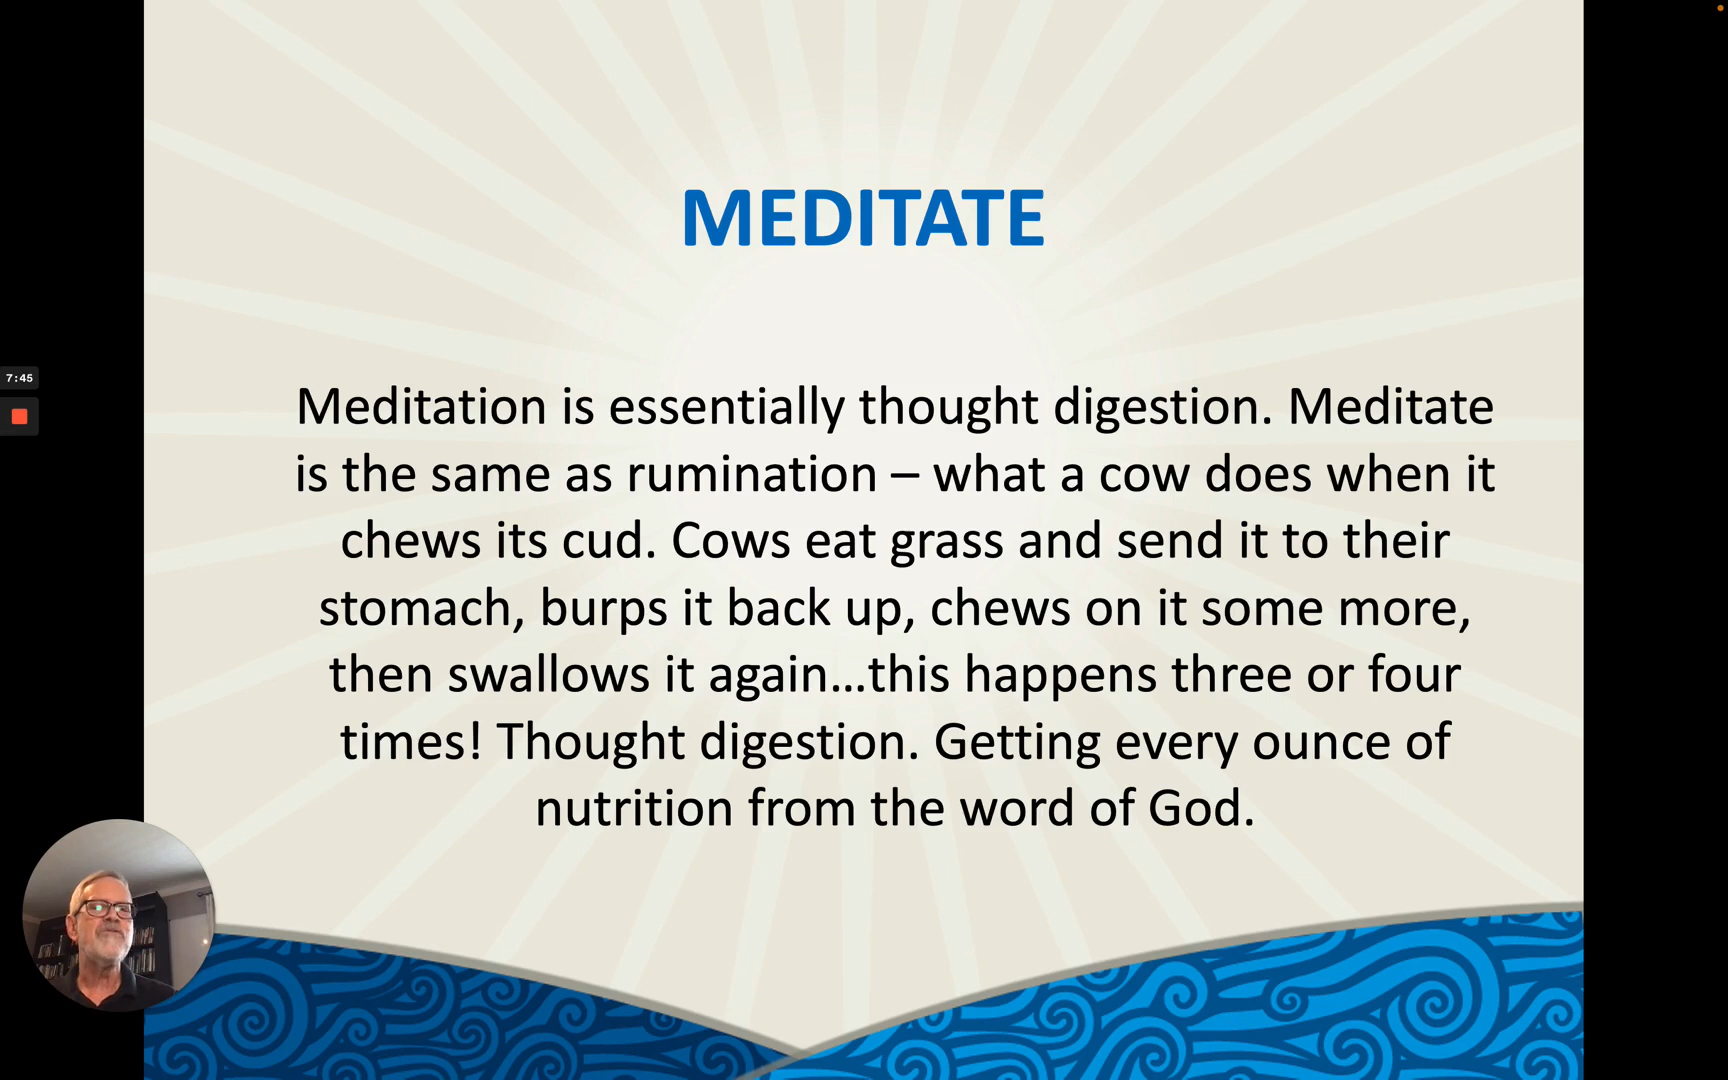 MEDITATE
Meditation is essentially thought digestion. Meditate
is the same as rumination – what a cow does when it
chews its cud. Cows eat grass and send it to their
stomach, burps it back up, chews on it some more,
then swallows it again...this happens three or four
times! Thought digestion. Getting every ounce of
nutrition from the word of God.
7:45